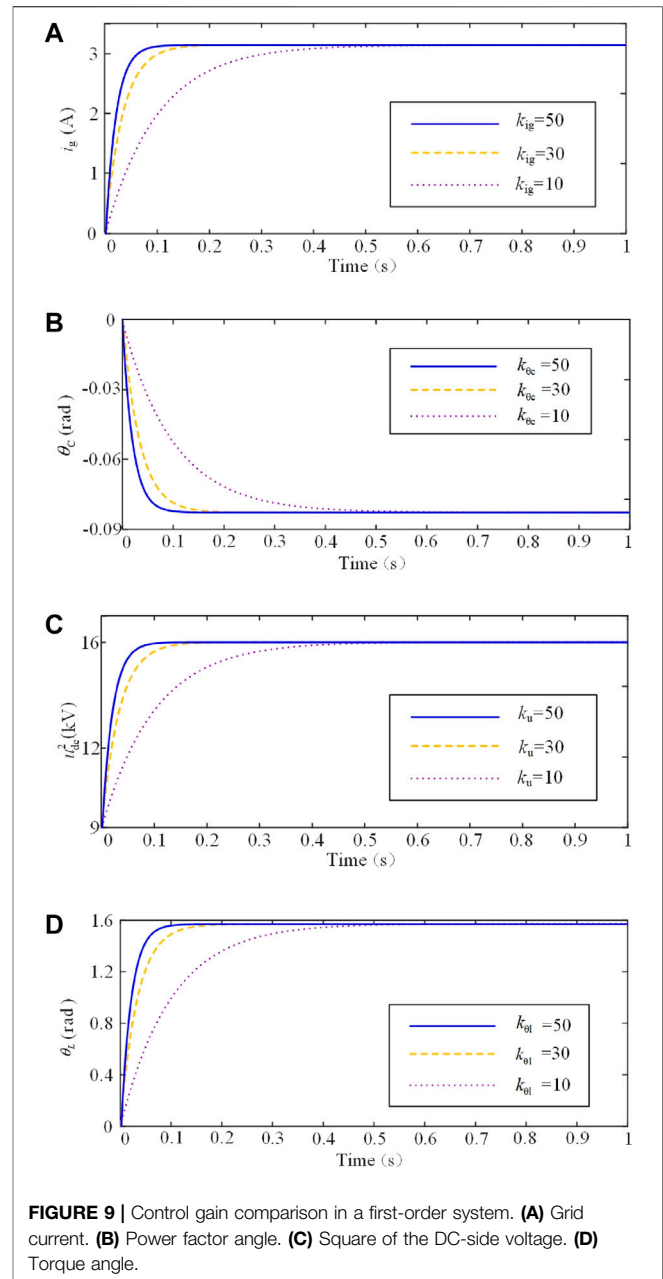 A
3
2
1
0
i_g (A)
k_ig=50
k_ig=30
k_ig=10
0 0.1 0.2 0.3 0.4 0.5 0.6 0.7 0.8 0.9 1
Time (s)
B
0
-0.03
-0.06
-0.09
θ_C (rad)
k_θc=50
k_θc=30
k_θc=10
0 0.1 0.2 0.3 0.4 0.5 0.6 0.7 0.8 0.9 1
Time (s)
C
16
12
9
u²_dc(kV)
k_u=50
k_u=30
k_u=10
0 0.1 0.2 0.3 0.4 0.5 0.6 0.7 0.8 0.9 1
Time (s)
D
1.6
1.2
0.8
0.4
0
θ_L (rad)
k_θl =50
k_θl =30
k_θl =10
0 0.1 0.2 0.3 0.4 0.5 0.6 0.7 0.8 0.9 1
Time (s)
FIGURE 9 | Control gain comparison in a first-order system. (A) Grid
current. (B) Power factor angle. (C) Square of the DC-side voltage. (D)
Torque angle.